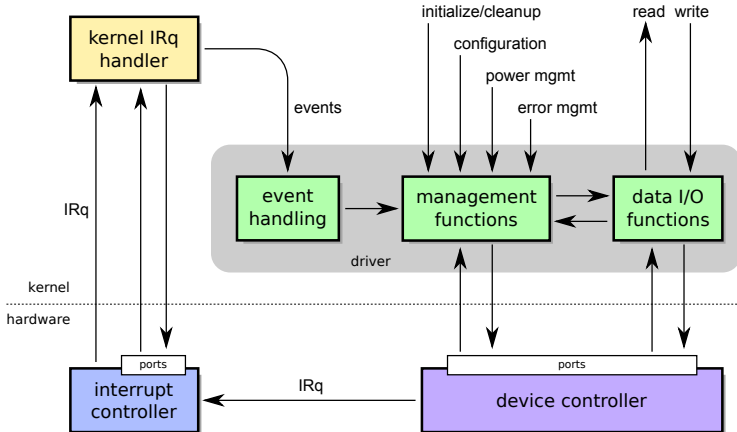 initialize/cleanup
read write
kernel IRq
handler
configuration
power mgmt
events
error mgmt
event
handling
management
functions
data I/O
functions
IRq
driver
kernel
hardware
ports
ports
interrupt
controller
IRq
device controller